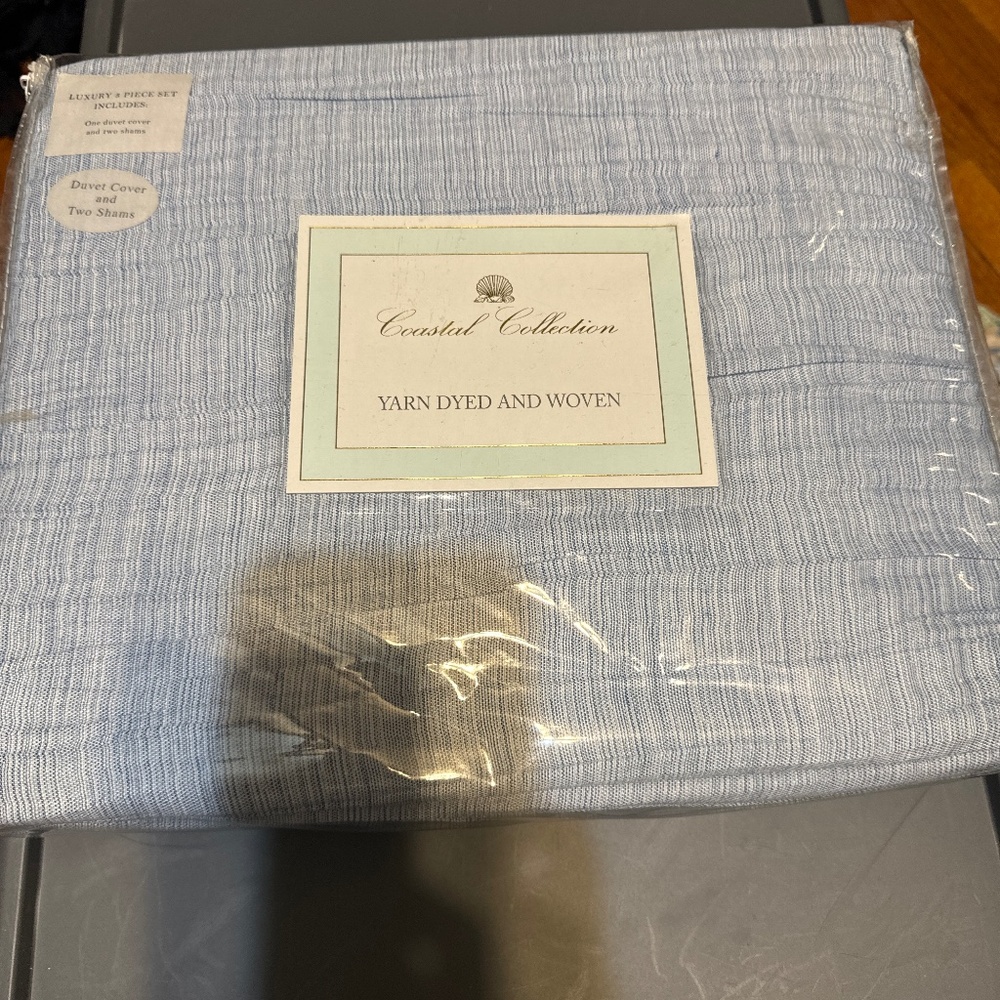 LUXURY 3 PIECE SET
INCLUDES:
One duvet cover
and two shams
Duvet Cover
and
Two Shams
Coastal Collection
YARN DYED AND WOVEN